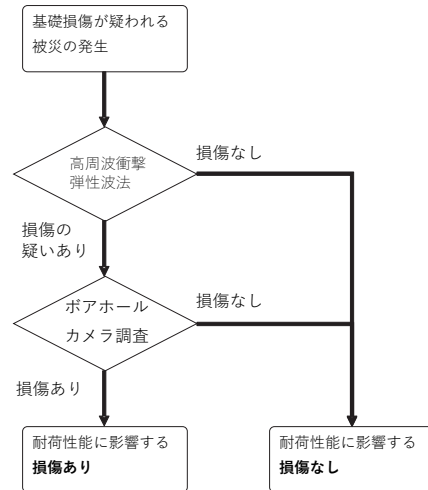 基礎損傷が疑われる
被災の発生
高周波衝撃
弾性波法
損傷なし
損傷の
疑いあり
ボアホール
カメラ調査
損傷なし
損傷あり
耐荷性能に影響する
損傷あり
耐荷性能に影響する
損傷なし